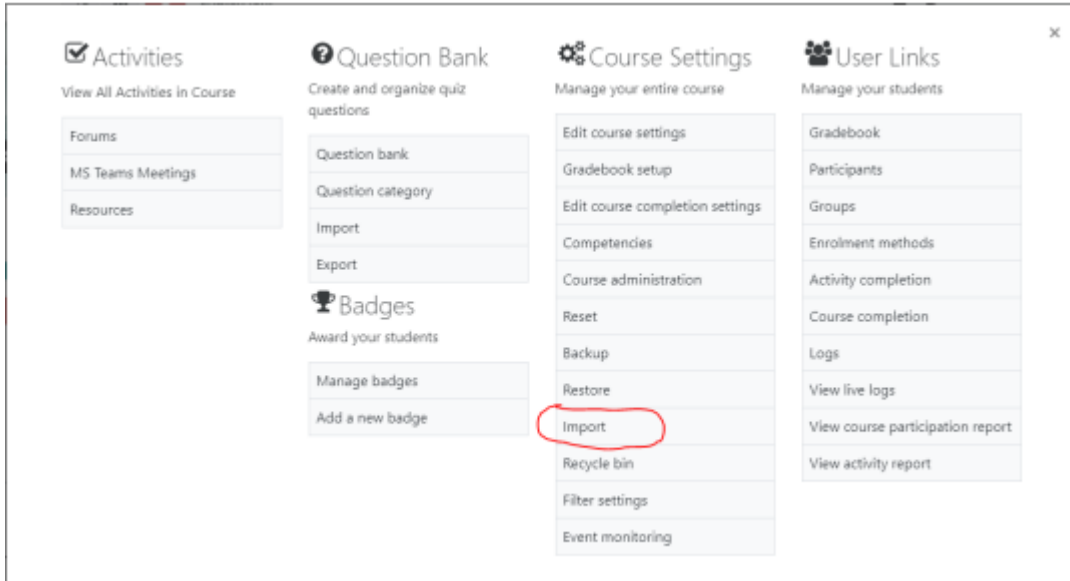 Activities
View All Activities in Course
Forums
MS Teams Meetings
Resources
Question Bank
Create and organize quiz
questions
Question bank
Question category
Import
Export
Badges
Award your students
Manage badges
Add a new badge
Course Settings
Manage your entire course
Edit course settings
Gradebook setup
Edit course completion settings
Competencies
Course administration
Reset
Backup
Restore
Import
Recycle bin
Filter settings
Event monitoring
×
User Links
Manage your students
Gradebook
Participants
Groups
Enrolment methods
Activity completion
Course completion
Logs
View live logs
View course participation report
View activity report